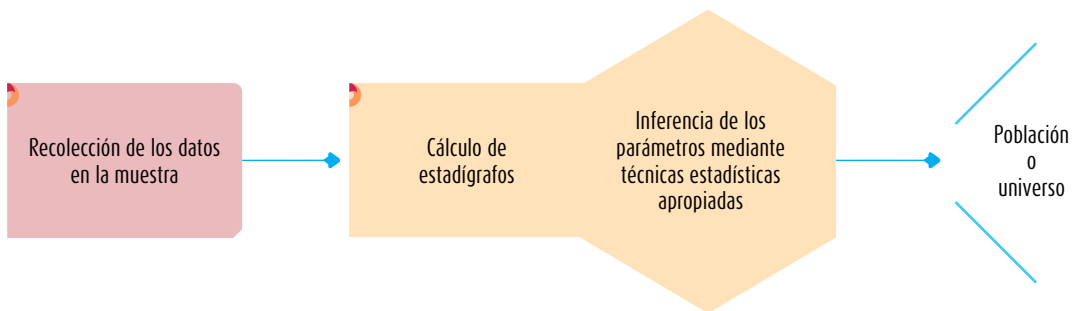 Recolección de los datos
en la muestra
Cálculo de
estadígrafos
Inferencia de los
parámetros mediante
técnicas estadísticas
apropiadas
Población
o
universo